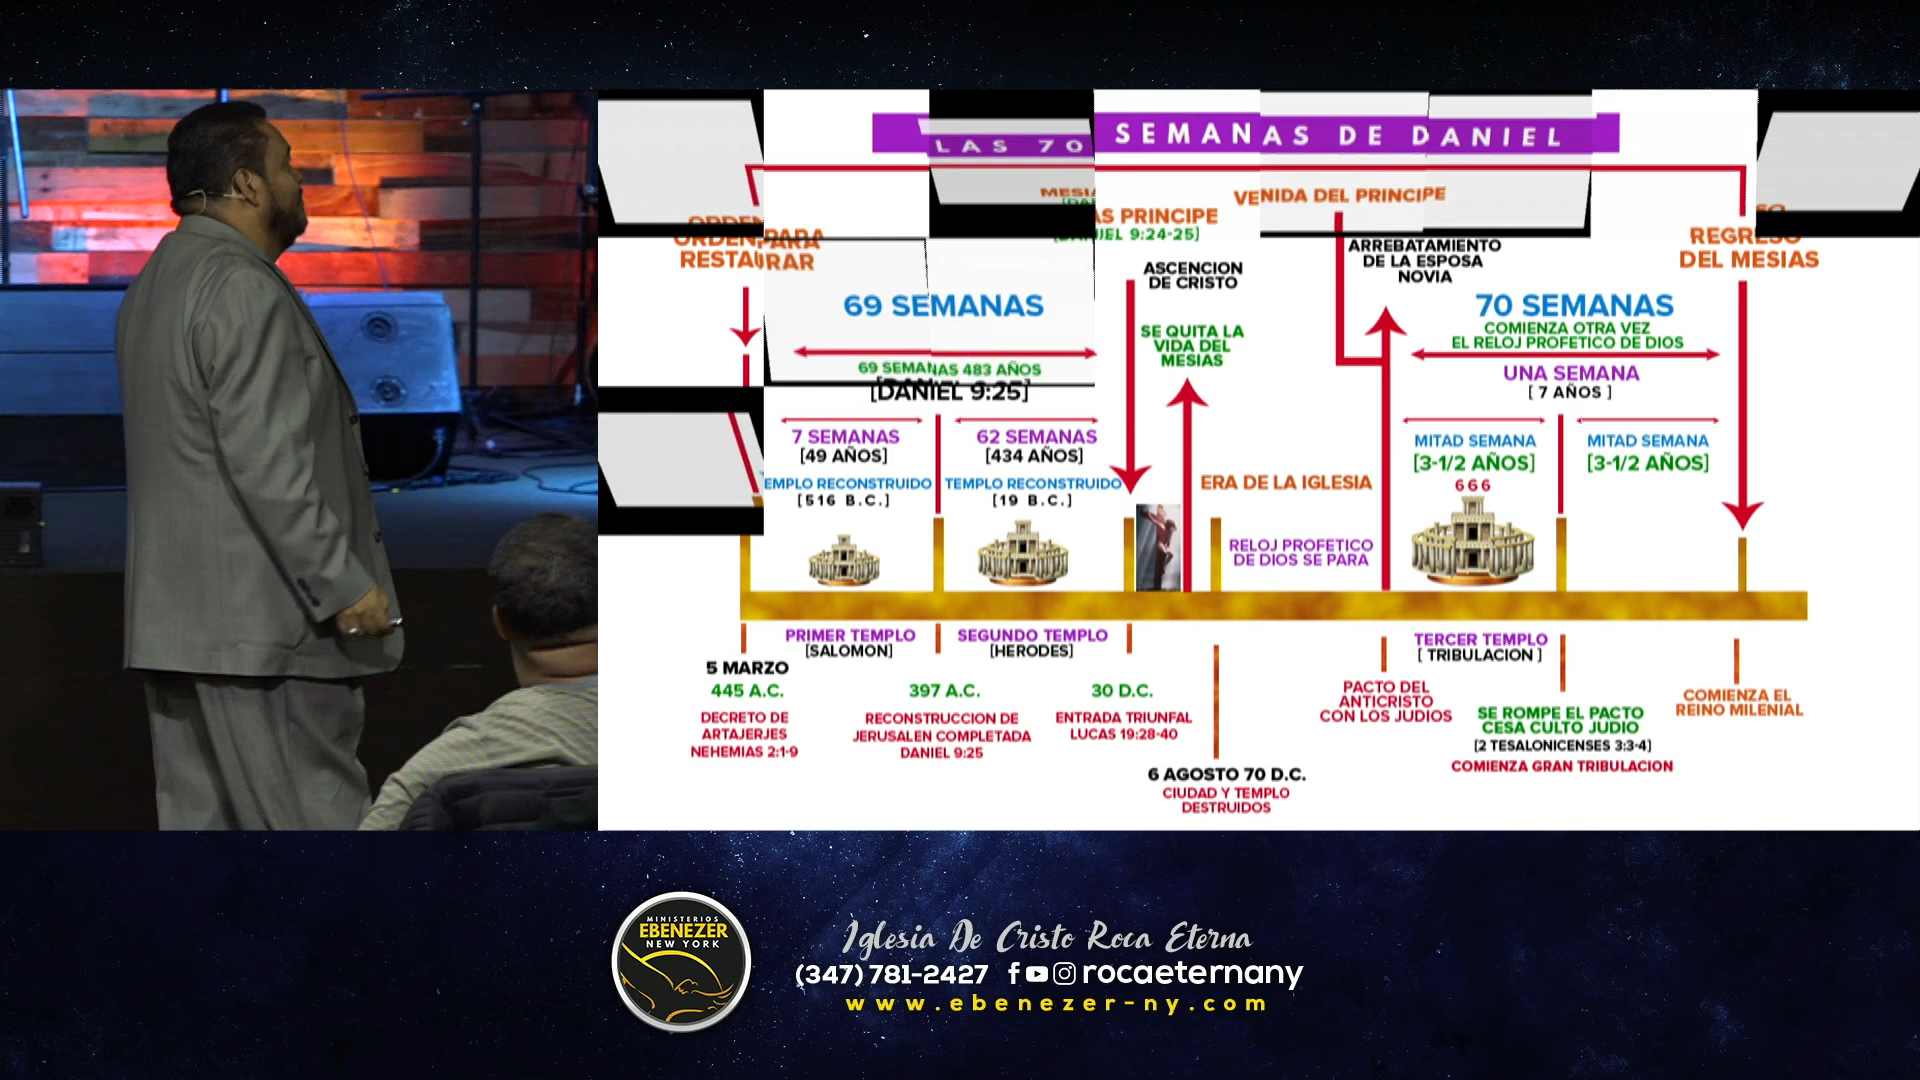 LAS 70 SEMANAS DE DANIEL
VENIDA DEL PRINCIPE
AS PRINCIPE
[DANIEL 9:24-25]
ORDEN PARA
RESTAURAR
REGRESO
DEL MESIAS
ASCENCION
DE CRISTO
ARREBATAMIENTO
DE LA ESPOSA
NOVIA
69 SEMANAS
70 SEMANAS
COMIENZA OTRA VEZ
EL RELOJ PROFETICO DE DIOS
SE QUITA LA
VIDA DEL
MESIAS
69 SEMANAS 483 AÑOS
[DANIEL 9:25]
UNA SEMANA
[ 7 AÑOS ]
7 SEMANAS
[49 AÑOS]
62 SEMANAS
[434 AÑOS]
MITAD SEMANA
[3-1/2 AÑOS]
MITAD SEMANA
[3-1/2 AÑOS]
EMPLO RECONSTRUIDO
[516 B.C.]
TEMPLO RECONSTRUIDO
[19 B.C.]
ERA DE LA IGLESIA
666
RELOJ PROFETICO
DE DIOS SE PARA
PRIMER TEMPLO
[SALOMON]
SEGUNDO TEMPLO
[HERODES]
TERCER TEMPLO
[ TRIBULACION ]
5 MARZO
445 A.C.
DECRETO DE
ARTAJERJES
NEHEMIAS 2:1-9
397 A.C.
RECONSTRUCCION DE
JERUSALEN COMPLETADA
DANIEL 9:25
30 D.C.
ENTRADA TRIUNFAL
LUCAS 19:28-40
6 AGOSTO 70 D.C.
CIUDAD Y TEMPLO
DESTRUIDOS
PACTO DEL
ANTICRISTO
CON LOS JUDIOS
SE ROMPE EL PACTO
CESA CULTO JUDIO
[2 TESALONICENSES 3:3-4]
COMIENZA GRAN TRIBULACION
COMIENZA EL
REINO MILENIAL
MINISTERIOS
EBENEZER
NEW YORK
Iglesia De Cristo Roca Eterna
(347) 781-2427 rocaeternany
www.ebenezer-ny.com